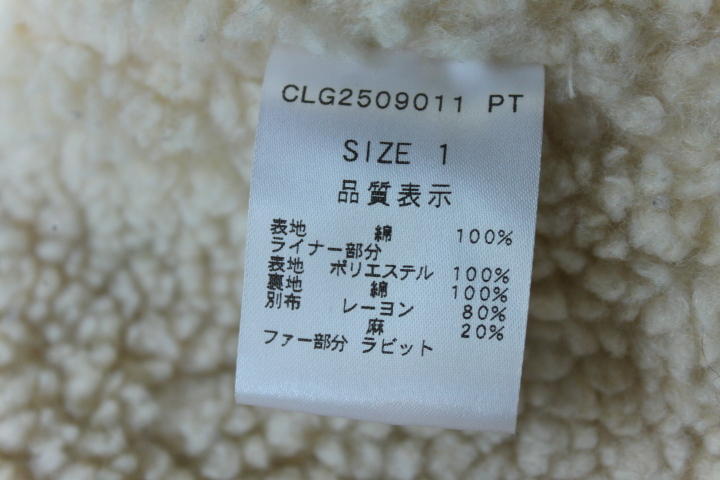 CLG2509011 PT
SIZE 1
品質表示
表地 綿 100%
ライナー部分
表地 ポリエステル 100%
裏地 綿 100%
別布 レーヨン 80%
麻 20%
ファー部分 ラビット